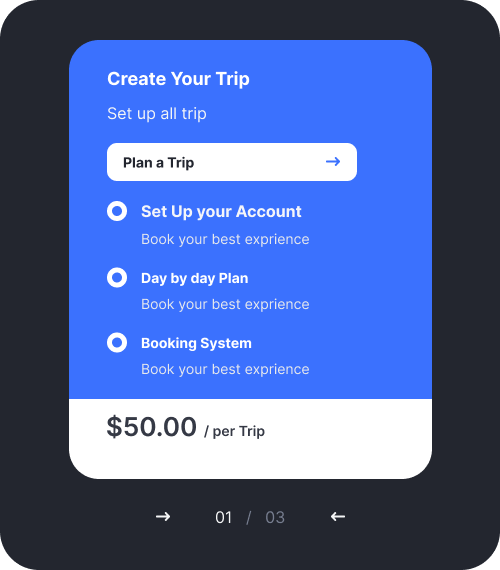 Create Your Trip
Set up all trip
Plan a Trip →
Set Up your Account
Book your best exprience
Day by day Plan
Book your best exprience
Booking System
Book your best exprience
$50.00 / per Trip
→ 01 / 03 ←